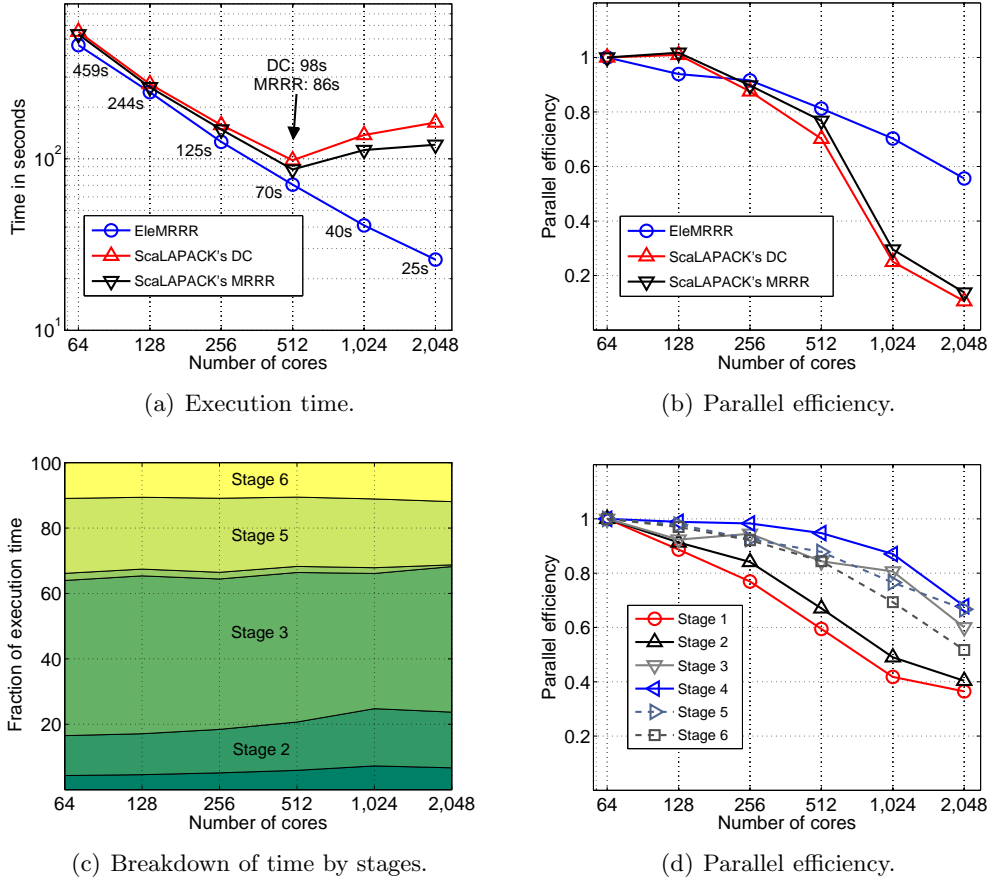 Time in seconds
10^2
10^1
459s
244s
125s
70s
40s
25s
DC: 98s
MRRR: 86s
EleMRRR
ScaLAPACK's DC
ScaLAPACK's MRRR
64 128 256 512 1,024 2,048
Number of cores
(a) Execution time.
Parallel efficiency
1
0.8
0.6
0.4
0.2
EleMRRR
ScaLAPACK's DC
ScaLAPACK's MRRR
64 128 256 512 1,024 2,048
Number of cores
(b) Parallel efficiency.
Fraction of execution time
100
80
60
40
20
Stage 6
Stage 5
Stage 3
Stage 2
64 128 256 512 1,024 2,048
Number of cores
(c) Breakdown of time by stages.
Parallel efficiency
1
0.8
0.6
0.4
0.2
Stage 1
Stage 2
Stage 3
Stage 4
Stage 5
Stage 6
64 128 256 512 1,024 2,048
Number of cores
(d) Parallel efficiency.